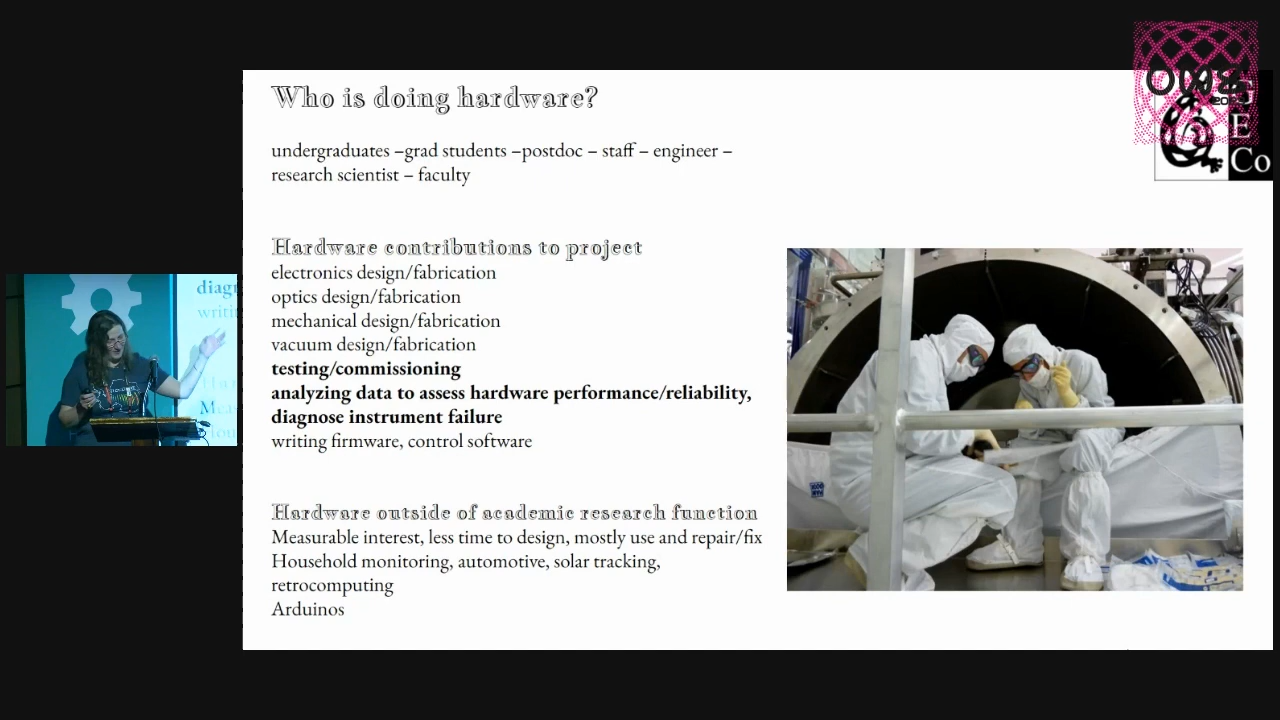 Who is doing hardware?
undergraduates –grad students –postdoc – staff – engineer –
research scientist – faculty
Hardware contributions to project
electronics design/fabrication
optics design/fabrication
mechanical design/fabrication
vacuum design/fabrication
testing/commissioning
analyzing data to assess hardware performance/reliability,
diagnose instrument failure
writing firmware, control software
Hardware outside of academic research function
Measurable interest, less time to design, mostly use and repair/fix
Household monitoring, automotive, solar tracking,
retrocomputing
Arduinos
E
Co
diagn
writin